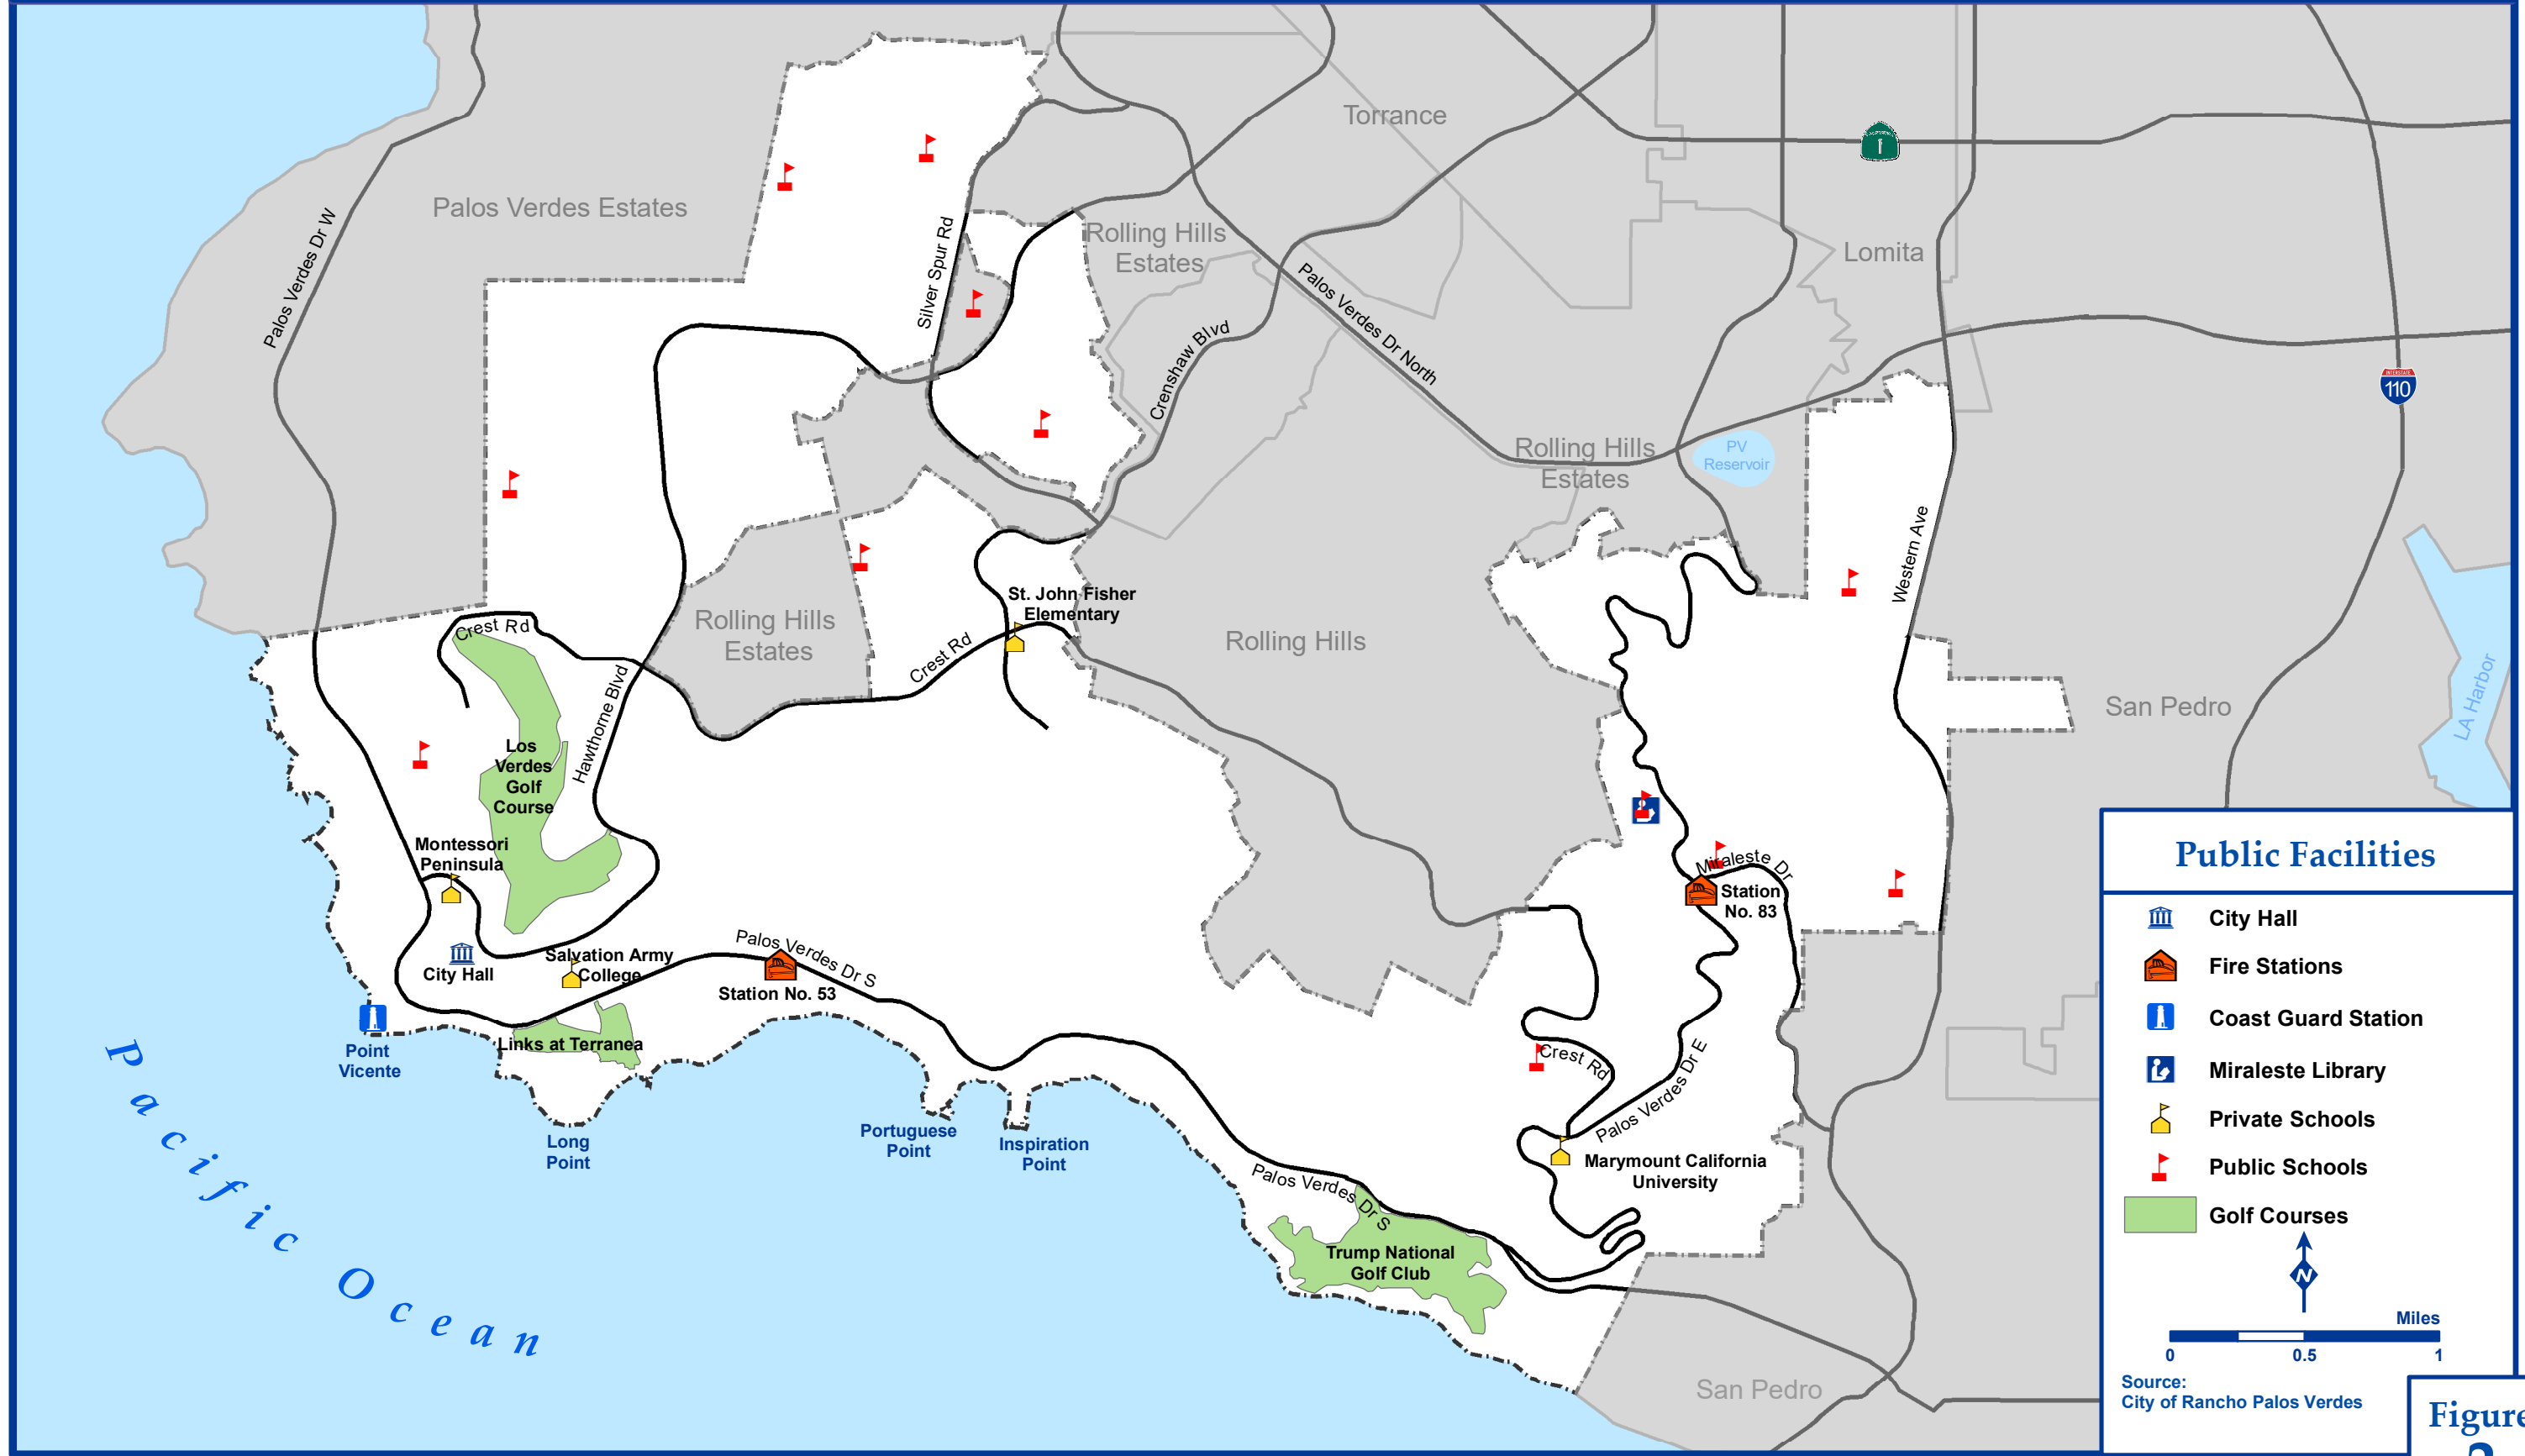 Torrance
CALIFORNIA
1
Palos Verdes Estates
Palos Verdes Dr W
Silver Spur Rd
Rolling Hills
Estates
Lomita
Palos Verdes Dr North
Crenshaw Blvd
INTERSTATE
110
Rolling Hills
Estates
PV
Reservoir
Western Ave
St. John Fisher
Elementary
Rolling Hills
Estates
Crest Rd
Crest Rd
Rolling Hills
Hawthorne Blvd
San Pedro
LA Harbor
Los
Verdes
Golf
Course
Montessori
Peninsula
Miraleste Dr
Station
No. 83
City Hall
Salvation Army
College
Palos Verdes Dr S
Station No. 53
Links at Terranea
Point
Vicente
Long
Point
Portuguese
Point
Inspiration
Point
Crest Rd
Palos Verdes Dr E
Marymount California
University
Palos Verdes Dr S
Trump National
Golf Club
Pacific Ocean
San Pedro
Public Facilities
City Hall
Fire Stations
Coast Guard Station
Miraleste Library
Private Schools
Public Schools
Golf Courses
N
Miles
0 0.5 1
Source:
City of Rancho Palos Verdes
Figure